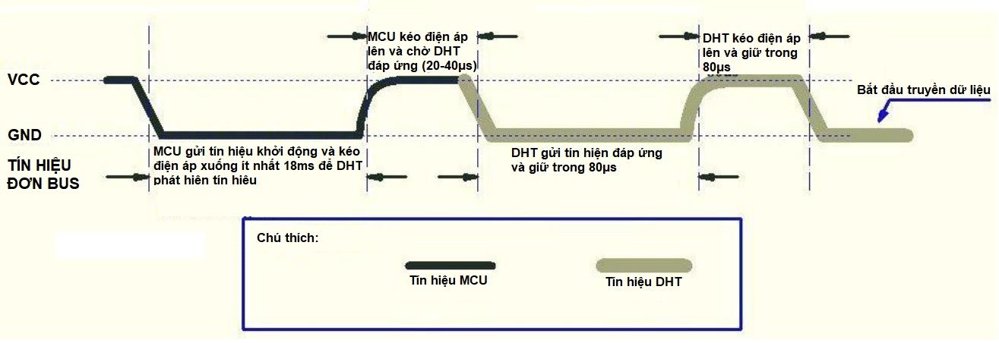 MCU kéo điện áp
lên và chờ DHT
đáp ứng (20-40µs)
DHT kéo điện áp
lên và giữ trong
80µs
VCC
Bắt đầu truyền dữ liệu
GND
MCU gửi tín hiệu khởi động và kéo
điện áp xuống ít nhất 18ms để DHT
phát hiên tín hiêu
DHT gửi tín hiện đáp ứng
và giữ trong 80µs
TÍN HIỆU
ĐƠN BUS
Chú thích:
Tín hiệu MCU
Tín hiệu DHT